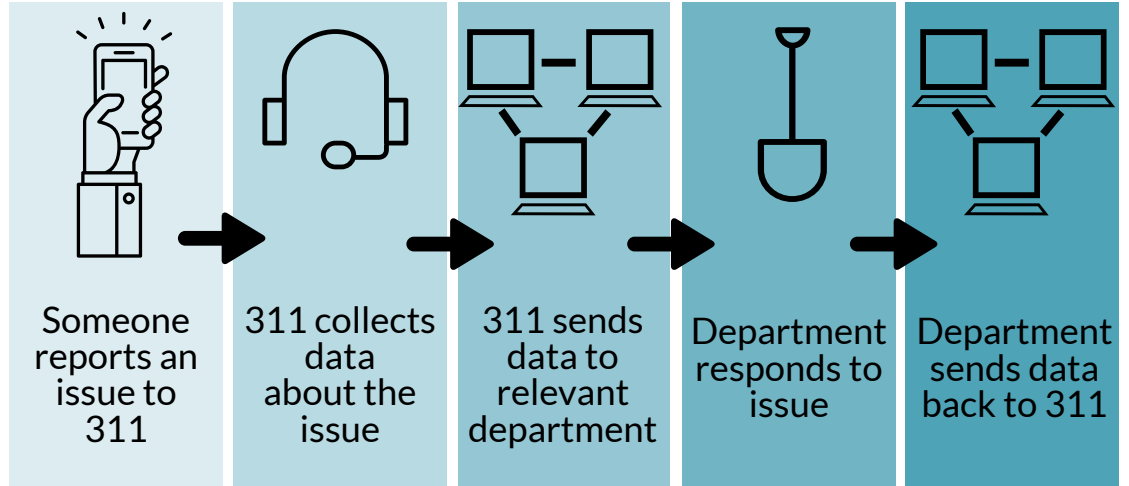 Someone
reports an
issue to
311
311 collects
data
about the
issue
311 sends
data to
relevant
department
Department
responds to
issue
Department
sends data
back to 311